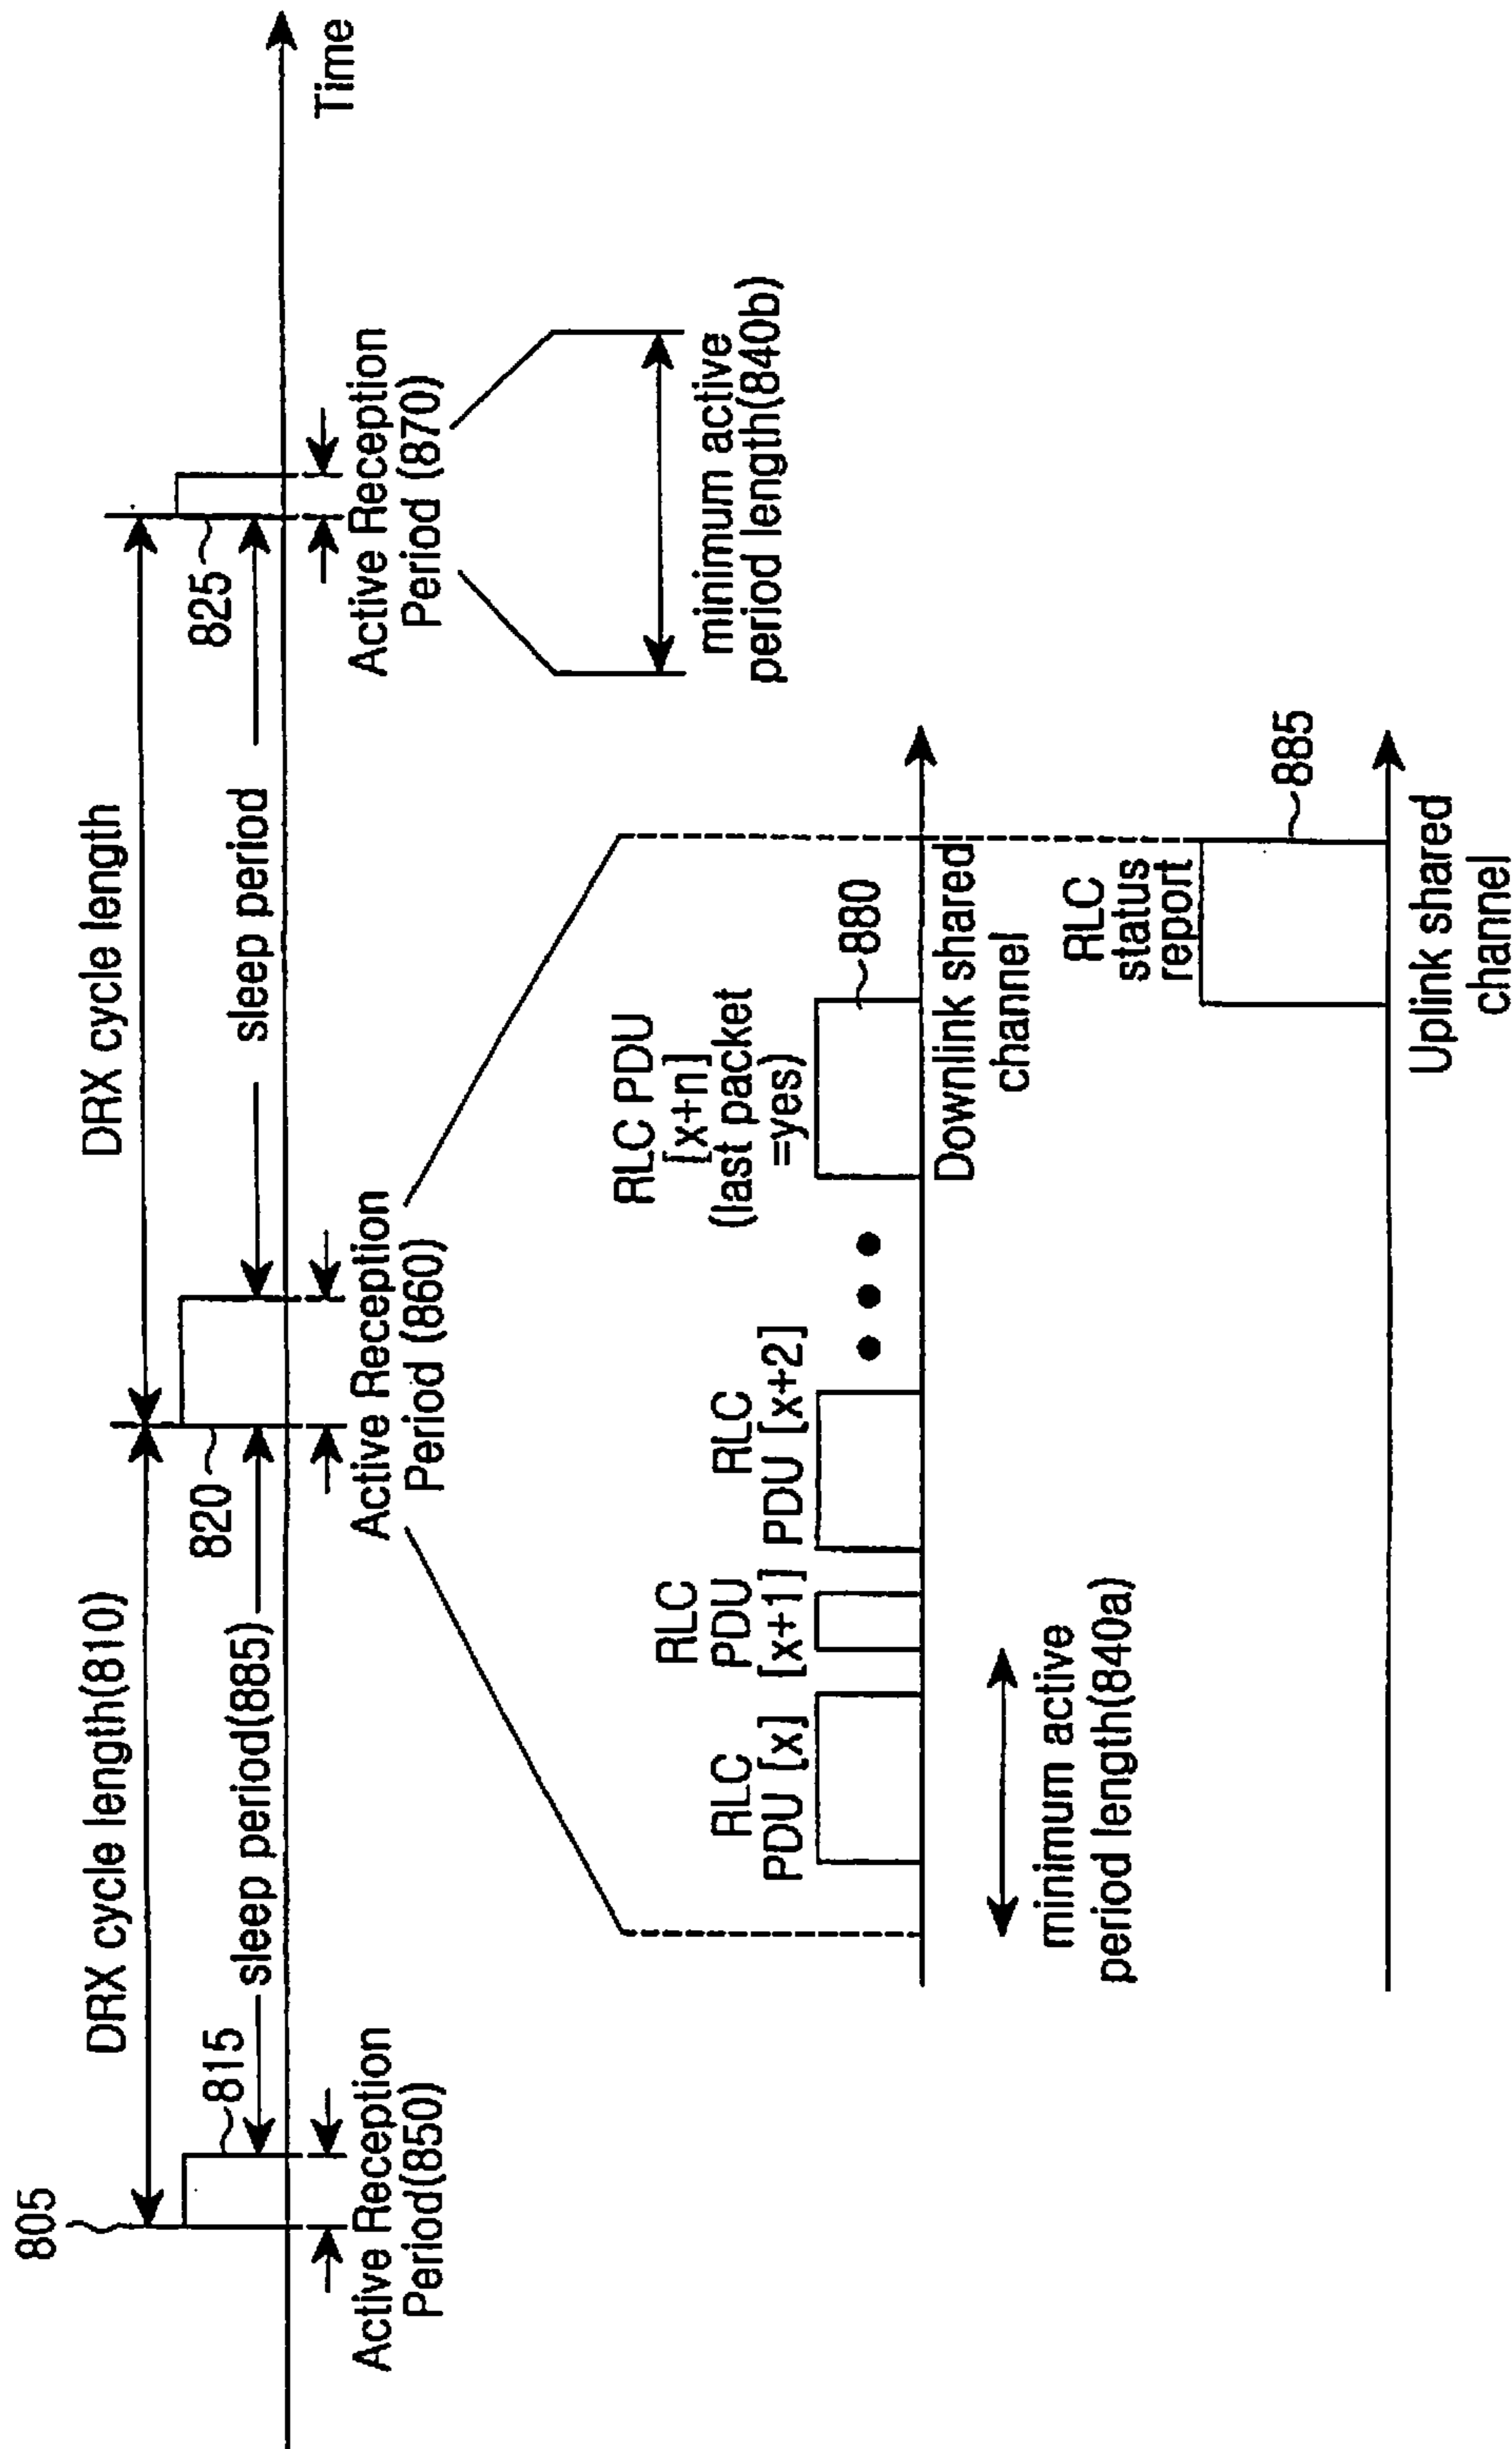 805
DRX cycle length(810)
DRX cycle length
815
820
825
sleep period(885)
sleep period
Time
Active Reception
Period(850)
Active Reception
Period (860)
Active Reception
Period (870)
minimum active
period length(840b)
RLC
PDU [x]
RLC
PDU
[x+1]
RLC
PDU [x+2]
RLC PDU
[x+n]
(last packet
=yes)
880
Downlink shared
channel
minimum active
period length(840a)
RLC
status
report
885
Uplink shared
channel